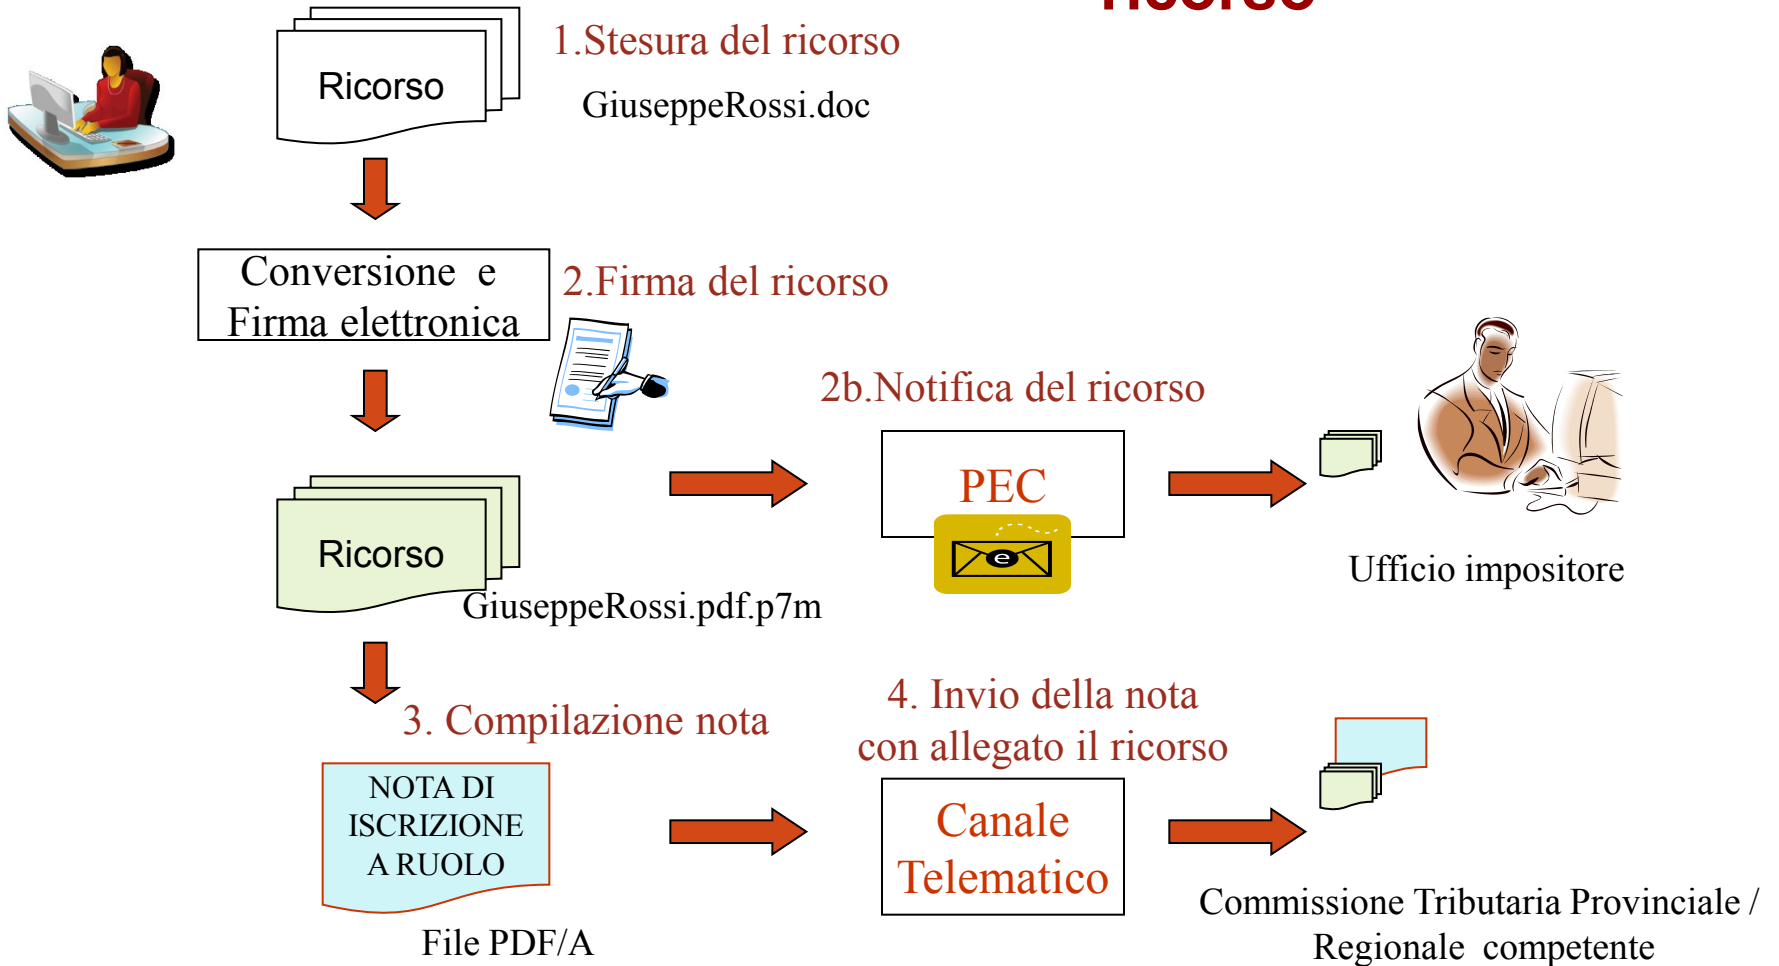 ricorso
1.Stesura del ricorso
Ricorso
GiuseppeRossi.doc
Conversione e
Firma elettronica
2.Firma del ricorso
2b.Notifica del ricorso
PEC
e
Ufficio impositore
Ricorso
GiuseppeRossi.pdf.p7m
3. Compilazione nota
4. Invio della nota
con allegato il ricorso
NOTA DI
ISCRIZIONE
A RUOLO
Canale
Telematico
File PDF/A
Commissione Tributaria Provinciale /
Regionale competente